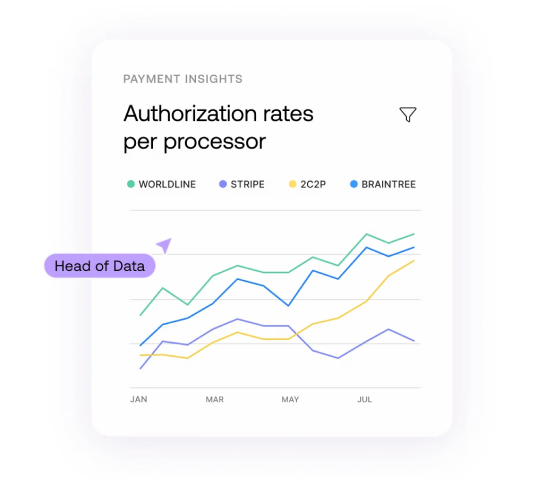 PAYMENT INSIGHTS
Authorization rates
per processor
WORLDLINE STRIPE 2C2P BRAINTREE
Head of Data
JAN MAR MAY JUL